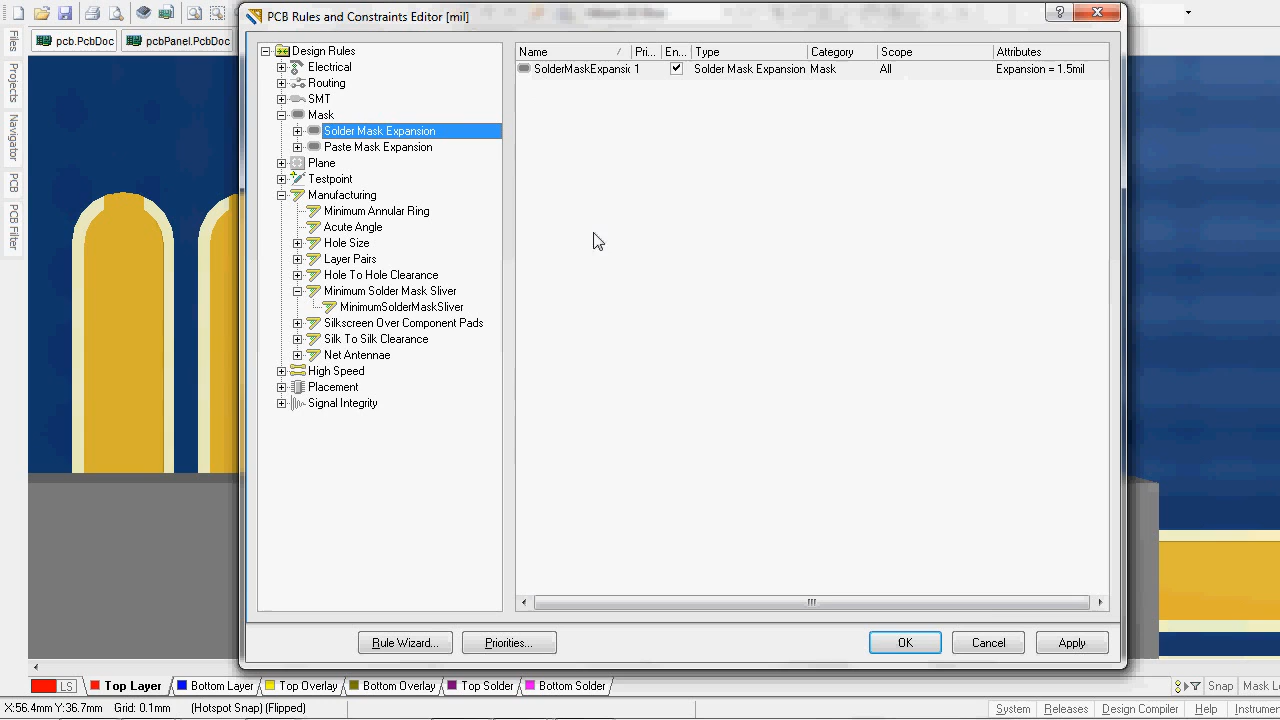 PCB Rules and Constraints Editor [mil]
?
X
pcb.PcbDoc
pcbPanel.PcbDoc
Files
Projects
Navigator
PCB
PCB Filter
Design Rules
Electrical
Routing
SMT
Mask
Solder Mask Expansion
Paste Mask Expansion
Plane
Testpoint
Manufacturing
Minimum Annular Ring
Acute Angle
Hole Size
Layer Pairs
Hole To Hole Clearance
Minimum Solder Mask Sliver
MinimumSolderMaskSliver
Silkscreen Over Component Pads
Silk To Silk Clearance
Net Antennae
High Speed
Placement
Signal Integrity
Name / Pri... En... Type Category Scope Attributes
SolderMaskExpansic 1 Solder Mask Expansion Mask All Expansion = 1.5mil
Rule Wizard... Priorities... OK Cancel Apply
LS Top Layer Bottom Layer Top Overlay Bottom Overlay Top Solder Bottom Solder Snap Mask L
X:56.4mm Y:36.7mm Grid: 0.1mm (Hotspot Snap) (Flipped) System Releases Design Compiler Help Instrumer